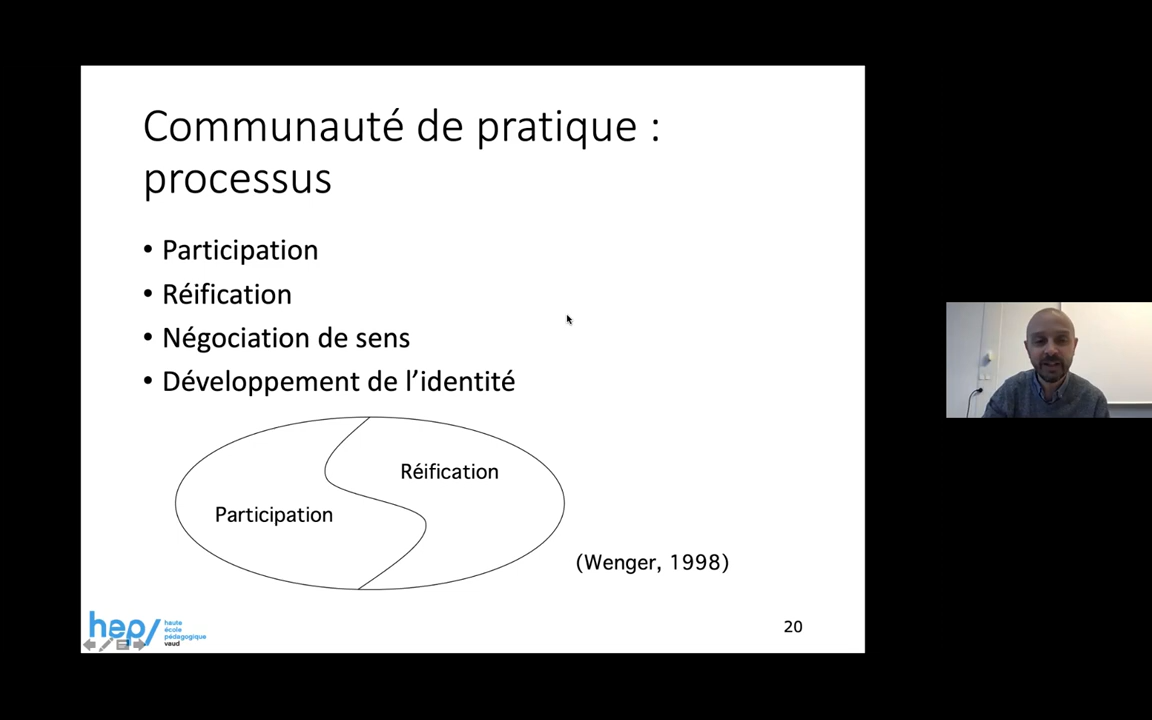 Communauté de pratique :
processus
• Participation
• Réification
• Négociation de sens
• Développement de l’identité
Réification
Participation
(Wenger, 1998)
hep/
haute
école
pédagogique
vaud
20